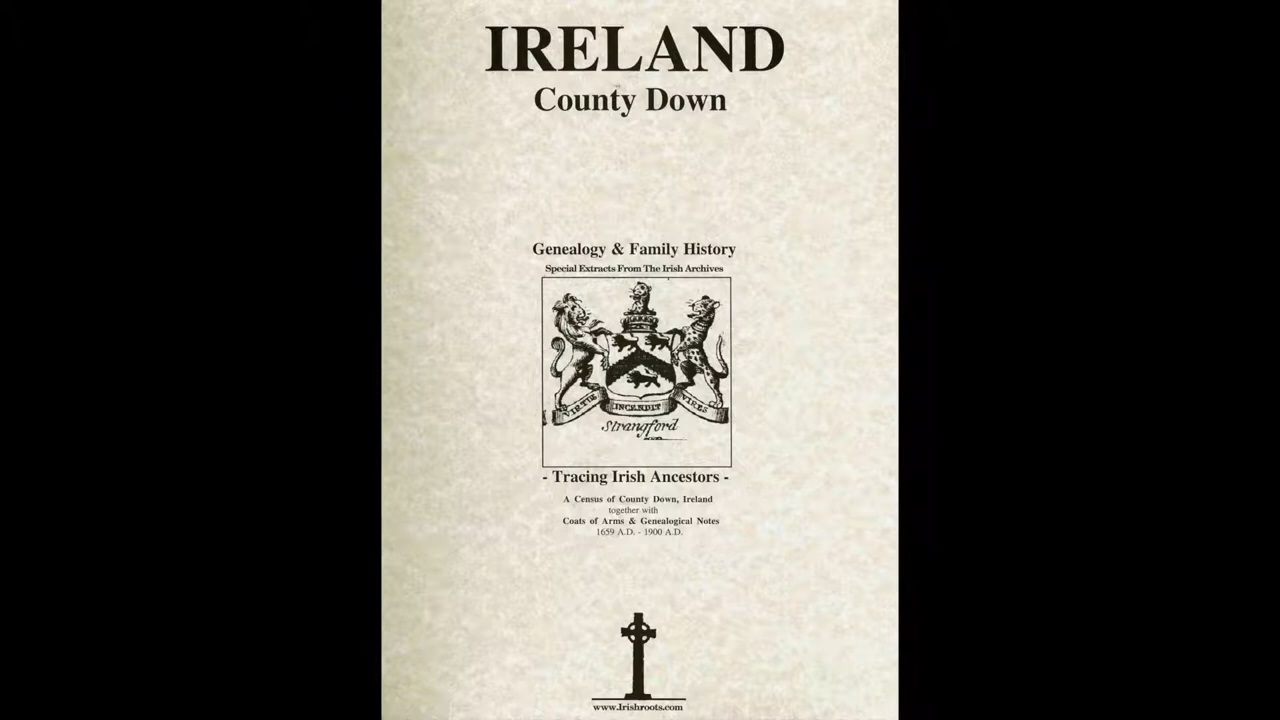 IRELAND
County Down
Genealogy & Family History
Special Extracts From The Irish Archives
VIRTUS INCENDIT VIRES
Strangford
- Tracing Irish Ancestors -
A Census of County Down, Ireland
together with
Coats of Arms & Genealogical Notes
1659 A.D. - 1900 A.D.
www.Irishroots.com